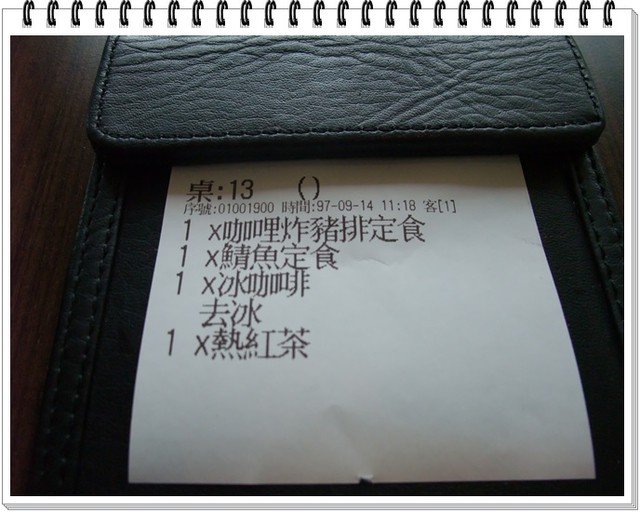 桌:13 ()
序號:01001900 時間:97-09-14 11:18 客[1]
1 x咖哩炸豬排定食
1 x鯖魚定食
1 x冰咖啡
去冰
1 x熱紅茶